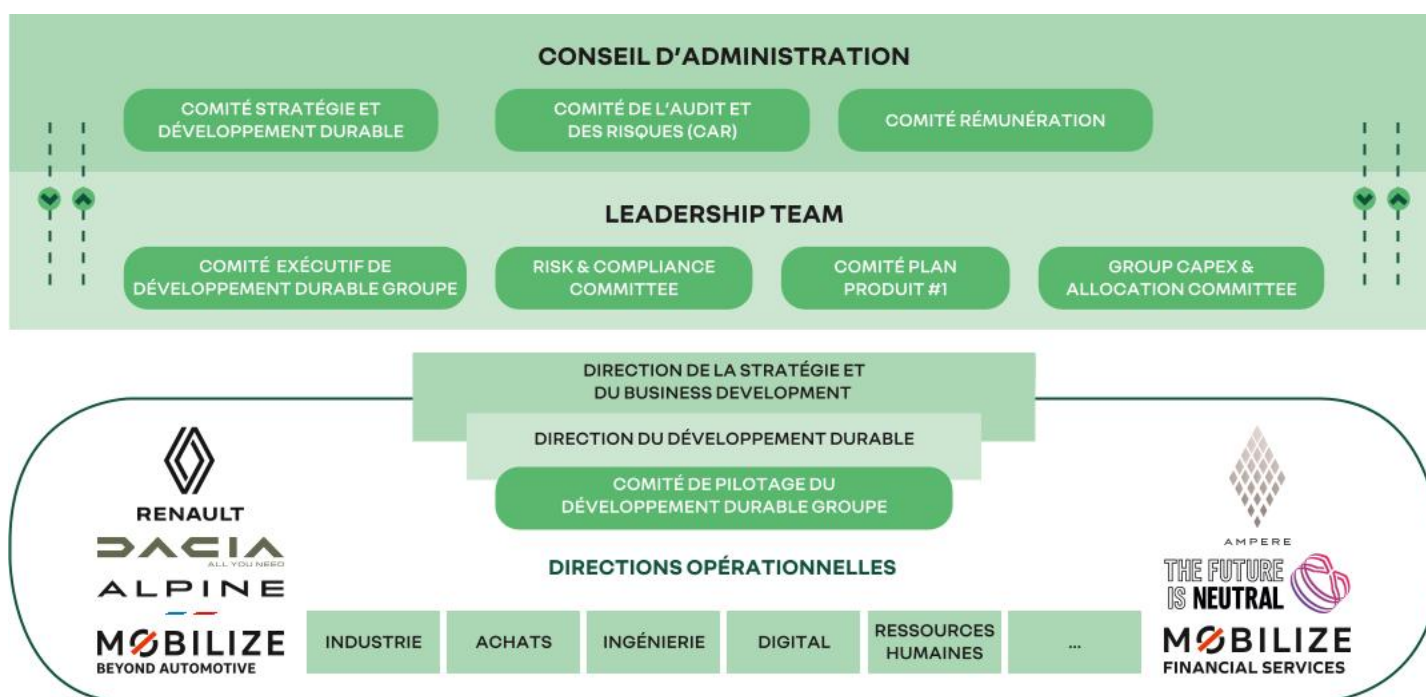 CONSEIL D'ADMINISTRATION
COMITÉ STRATÉGIE ET
DÉVELOPPEMENT DURABLE
COMITÉ DE L'AUDIT ET
DES RISQUES (CAR)
COMITÉ RÉMUNÉRATION
LEADERSHIP TEAM
COMITÉ EXÉCUTIF DE
DÉVELOPPEMENT DURABLE GROUPE
RISK & COMPLIANCE
COMMITTEE
COMITÉ PLAN
PRODUIT #1
GROUP CAPEX &
ALLOCATION COMMITTEE
DIRECTION DE LA STRATÉGIE ET
DU BUSINESS DEVELOPMENT
DIRECTION DU DÉVELOPPEMENT DURABLE
COMITÉ DE PILOTAGE DU
DÉVELOPPEMENT DURABLE GROUPE
RENAULT
DACIA
ALL YOU NEED
ALPINE
MOBILIZE
BEYOND AUTOMOTIVE
DIRECTIONS OPÉRATIONNELLES
INDUSTRIE
ACHATS
INGÉNIERIE
DIGITAL
RESSOURCES
HUMAINES
...
AMPERE
THE FUTURE
IS NEUTRAL
MOBILIZE
FINANCIAL SERVICES